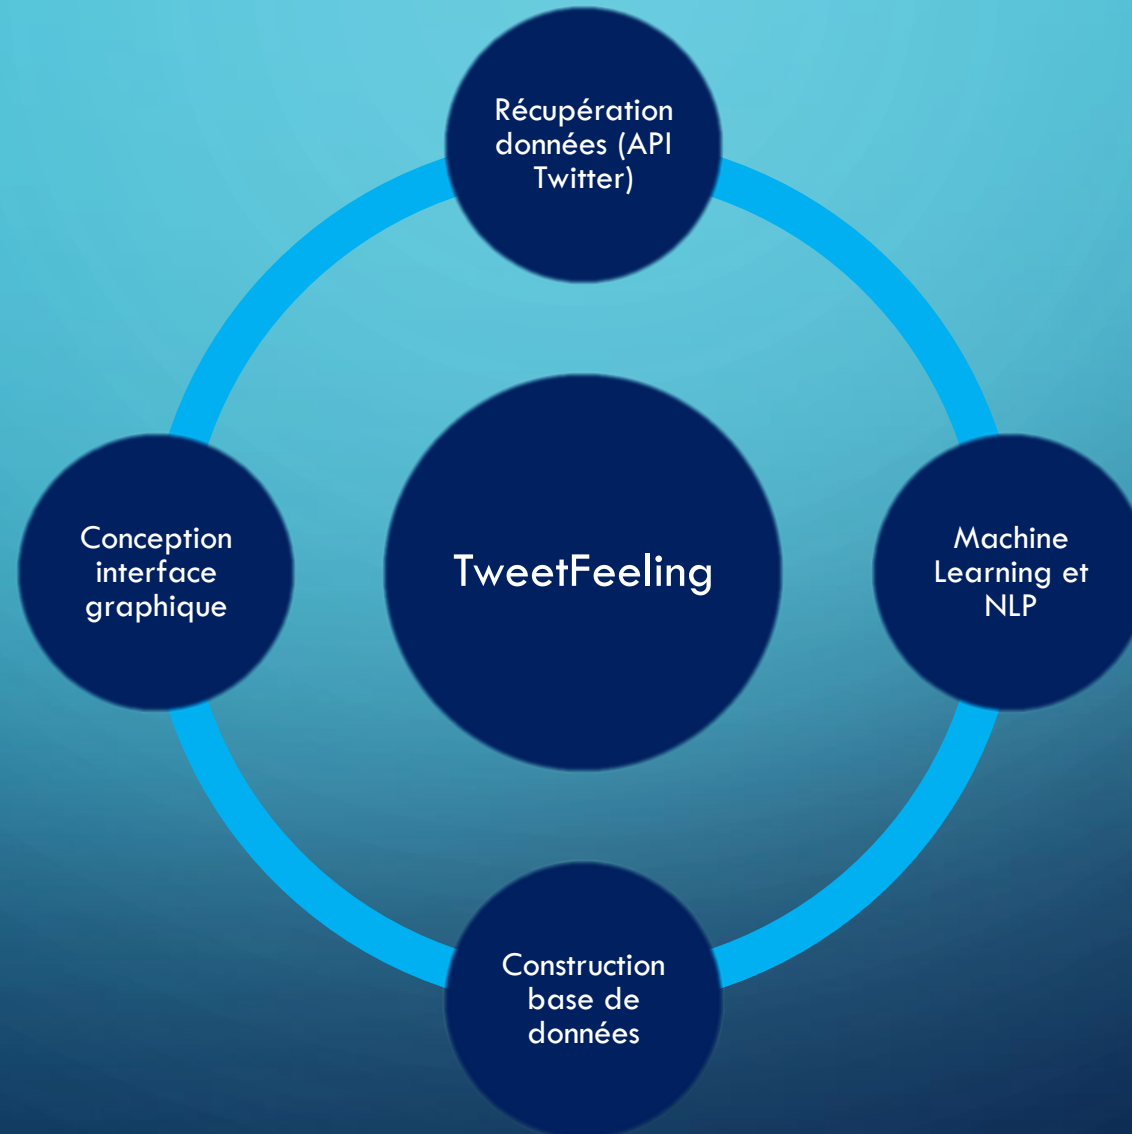 Récupération
données (API
Twitter)
Conception
interface
graphique
TweetFeeling
Machine
Learning et
NLP
Construction
base de
données